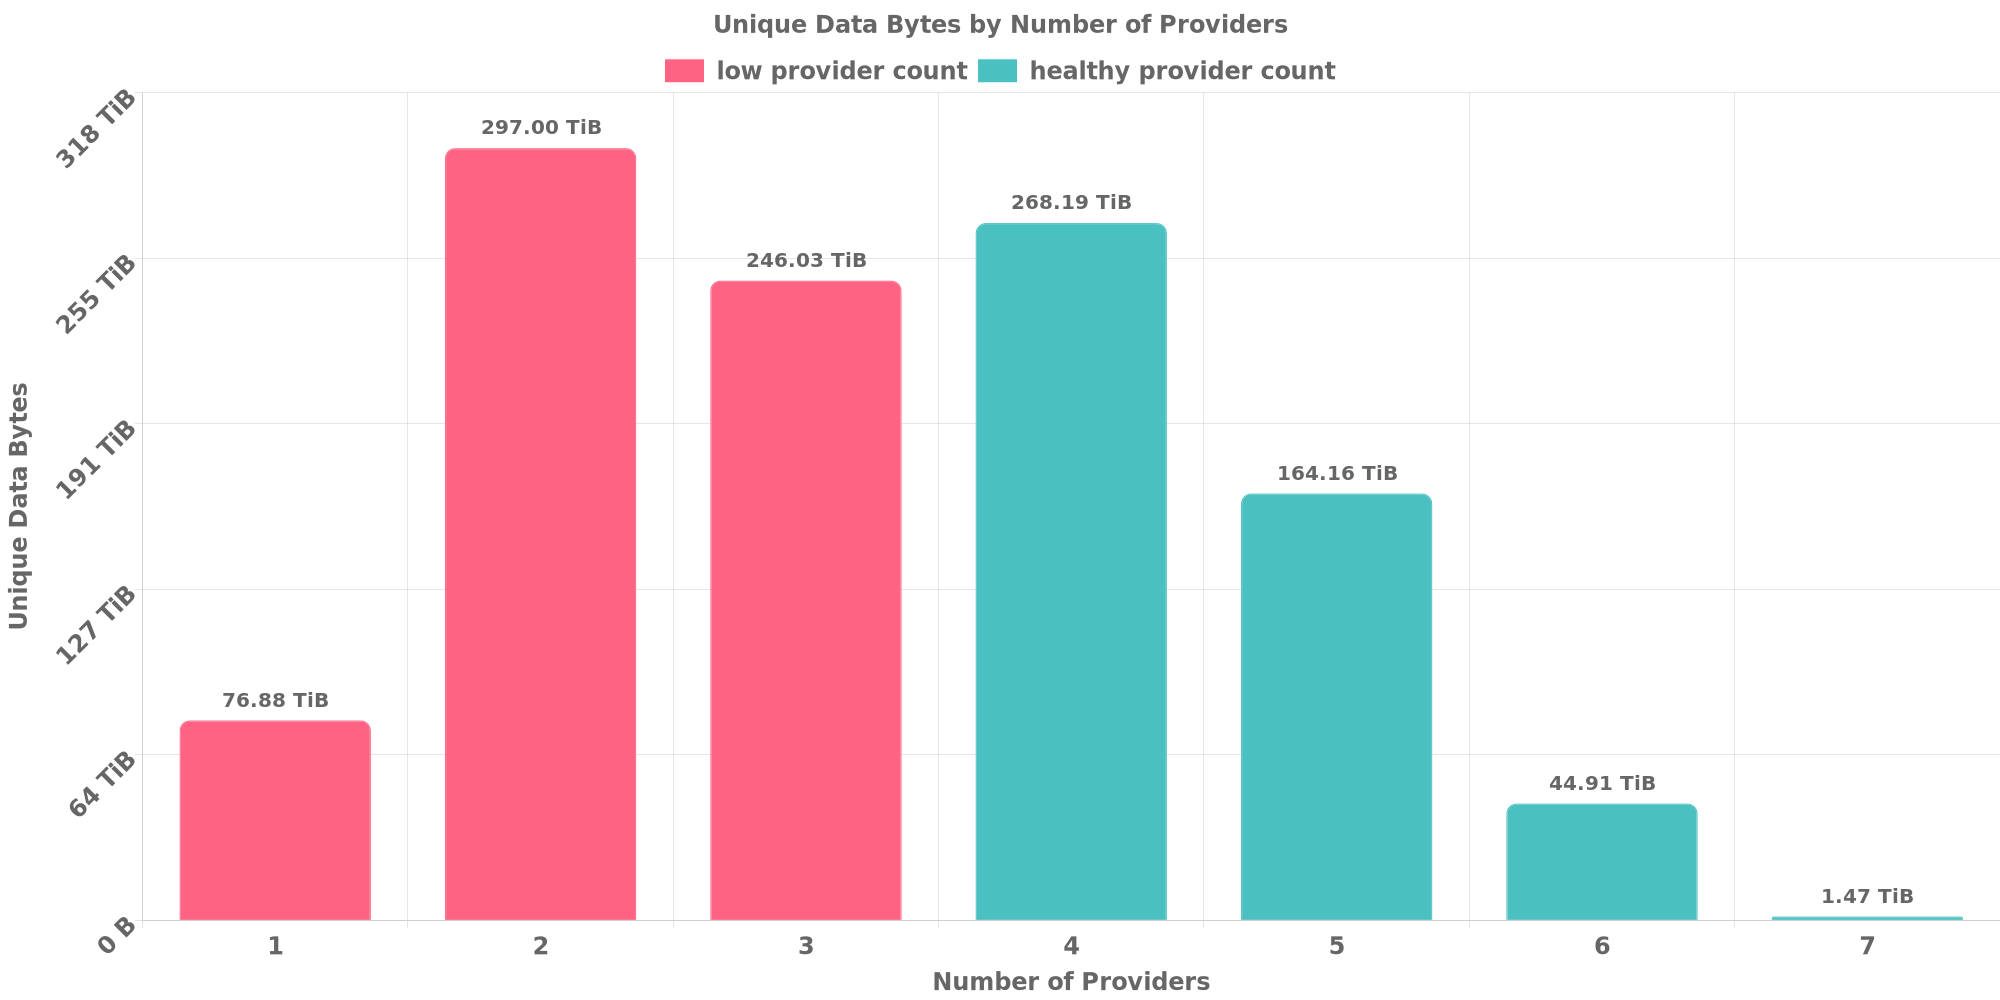 Unique Data Bytes by Number of Providers
low provider count healthy provider count
318 TiB
255 TiB
191 TiB
127 TiB
64 TiB
0 B
Unique Data Bytes
76.88 TiB
297.00 TiB
246.03 TiB
268.19 TiB
164.16 TiB
44.91 TiB
1.47 TiB
1 2 3 4 5 6 7
Number of Providers